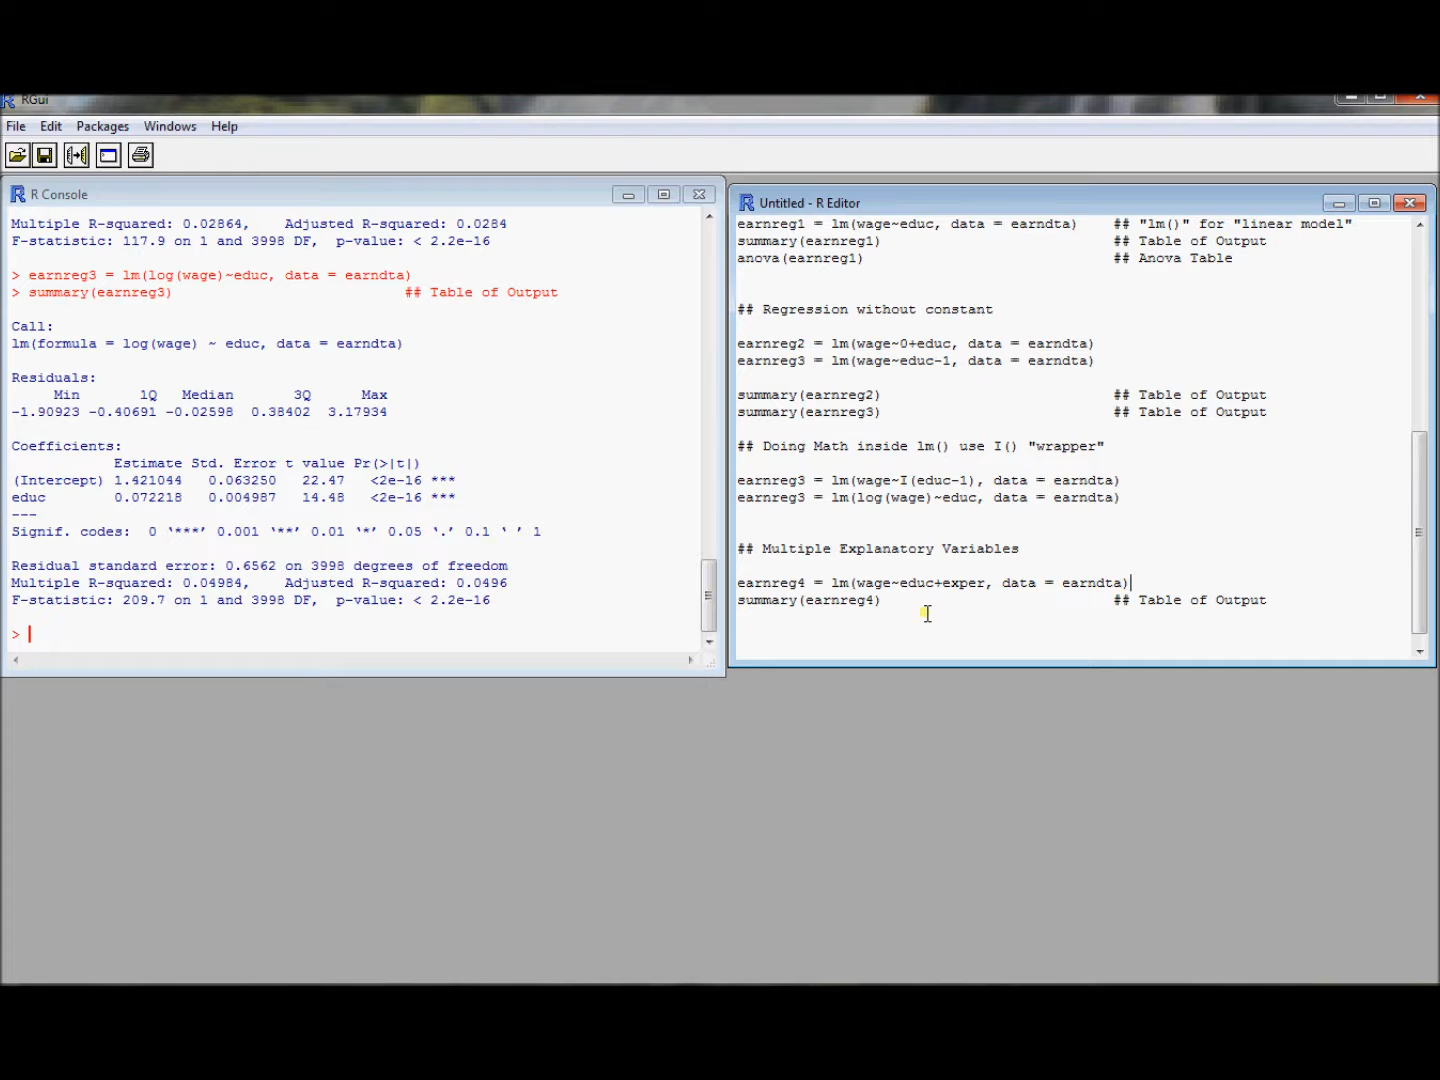 RGui
File Edit Packages Windows Help
R Console
Multiple R-squared: 0.02864,    Adjusted R-squared: 0.0284
F-statistic: 117.9 on 1 and 3998 DF,  p-value: < 2.2e-16
> earnreg3 = lm(log(wage)~educ, data = earndta)
> summary(earnreg3)                           ## Table of Output
Call:
lm(formula = log(wage) ~ educ, data = earndta)
Residuals:
     Min       1Q   Median       3Q      Max
-1.90923 -0.40691 -0.02598  0.38402  3.17934
Coefficients:
            Estimate Std. Error t value Pr(>|t|)
(Intercept) 1.421044   0.063250   22.47   <2e-16 ***
educ        0.072218   0.004987   14.48   <2e-16 ***
---
Signif. codes:  0 ‘***’ 0.001 ‘**’ 0.01 ‘*’ 0.05 ‘.’ 0.1 ‘ ’ 1
Residual standard error: 0.6562 on 3998 degrees of freedom
Multiple R-squared: 0.04984,    Adjusted R-squared: 0.0496
F-statistic: 209.7 on 1 and 3998 DF,  p-value: < 2.2e-16
>
Untitled - R Editor
earnreg1 = lm(wage~educ, data = earndta)    ## "lm()" for "linear model"
summary(earnreg1)                           ## Table of Output
anova(earnreg1)                             ## Anova Table
## Regression without constant
earnreg2 = lm(wage~0+educ, data = earndta)
earnreg3 = lm(wage~educ-1, data = earndta)
summary(earnreg2)                           ## Table of Output
summary(earnreg3)                           ## Table of Output
## Doing Math inside lm() use I() "wrapper"
earnreg3 = lm(wage~I(educ-1), data = earndta)
earnreg3 = lm(log(wage)~educ, data = earndta)
## Multiple Explanatory Variables
earnreg4 = lm(wage~educ+exper, data = earndta)
summary(earnreg4)                           ## Table of Output